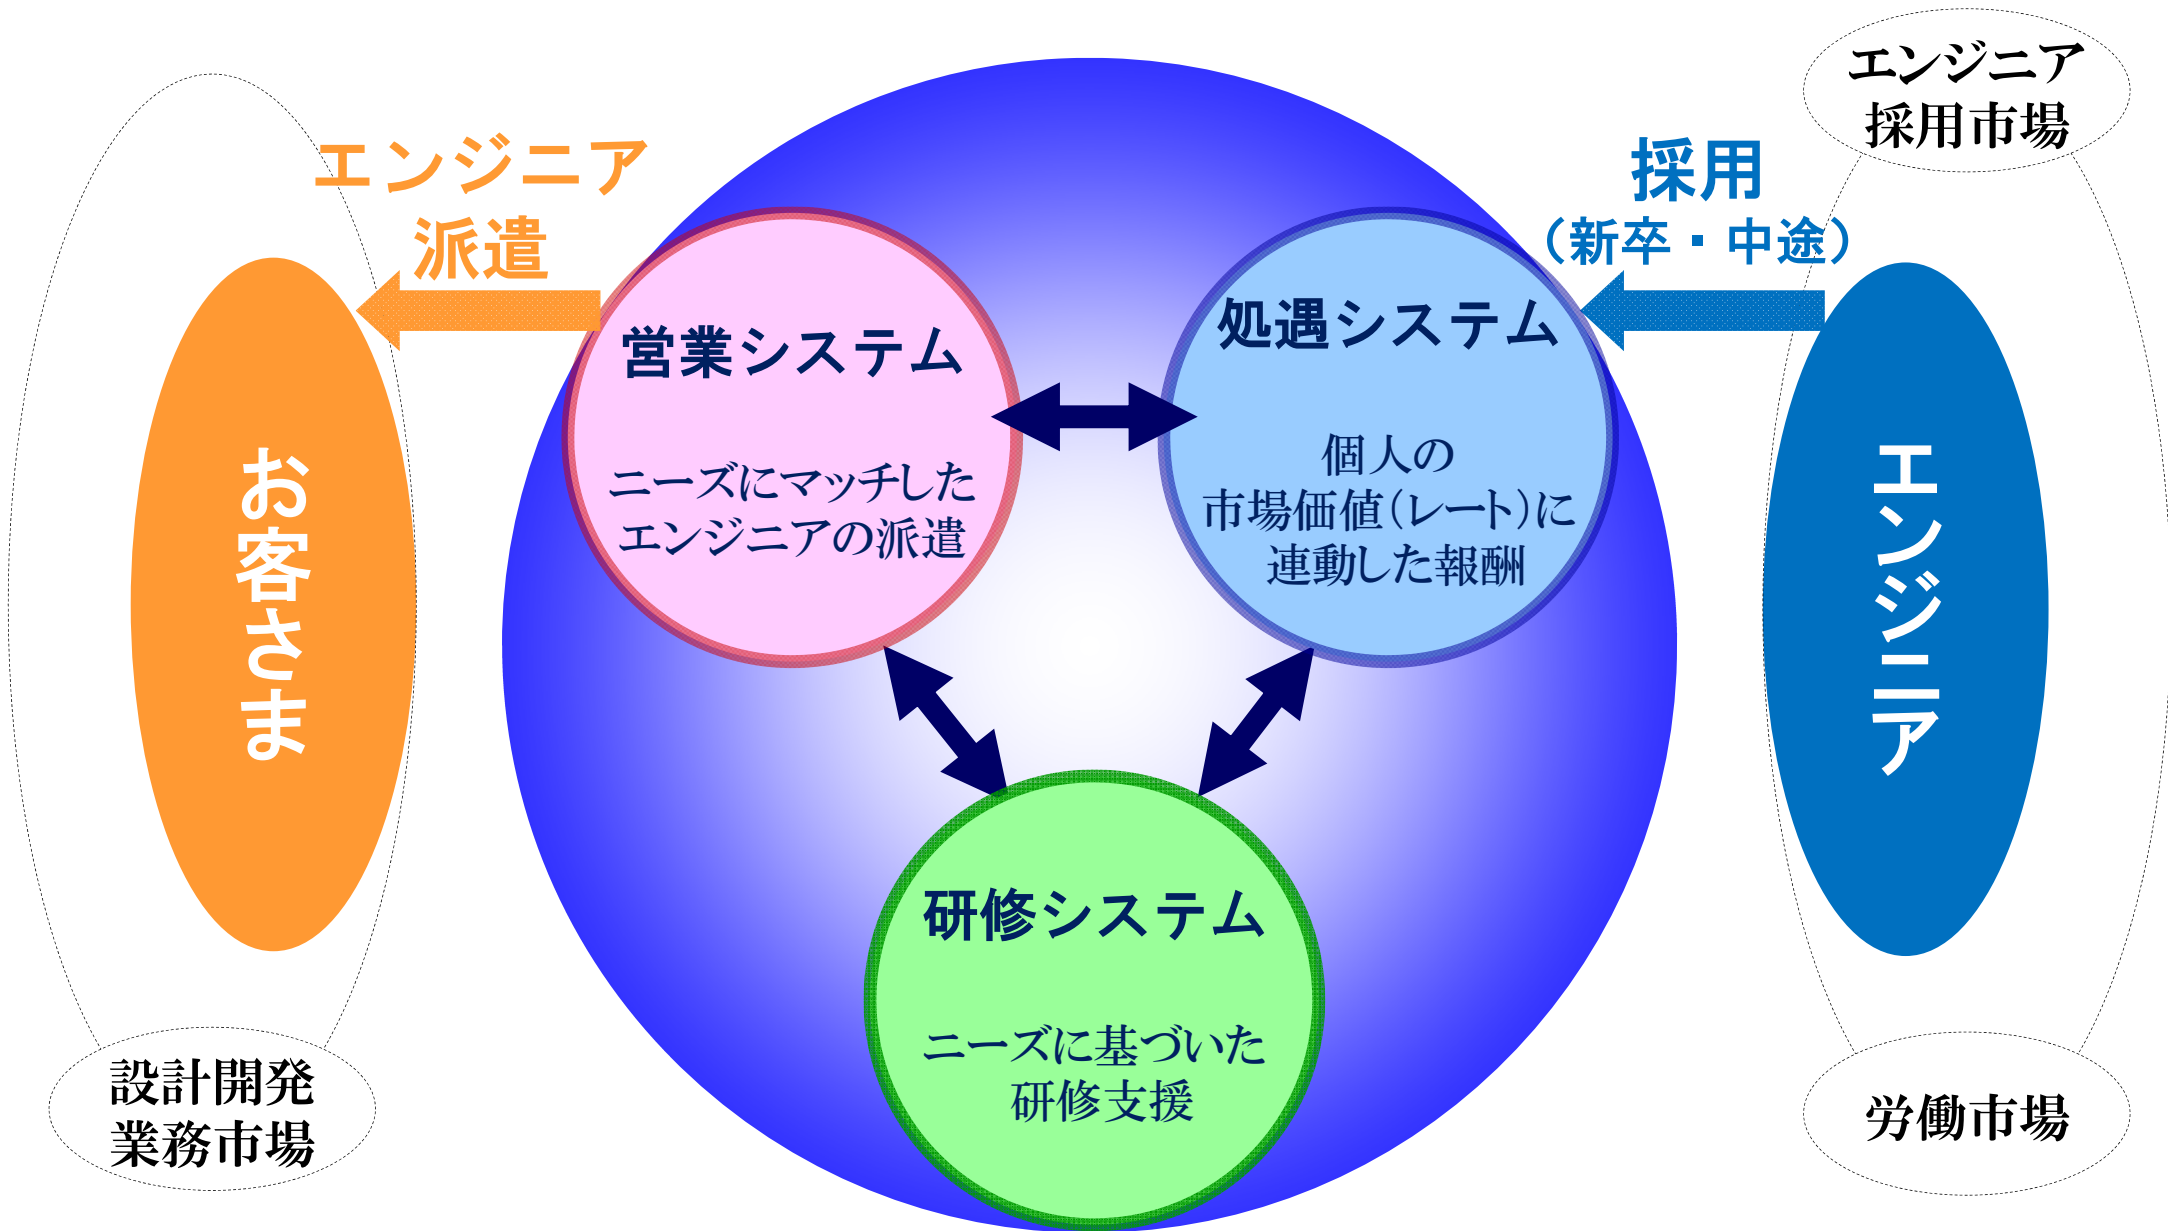 エンジニア
採用市場
エンジニア
派遣
採用
（新卒・中途）
営業システム
ニーズにマッチした
エンジニアの派遣
処遇システム
個人の
市場価値（レート）に
連動した報酬
お客さま
エンジニア
研修システム
ニーズに基づいた
研修支援
設計開発
業務市場
労働市場